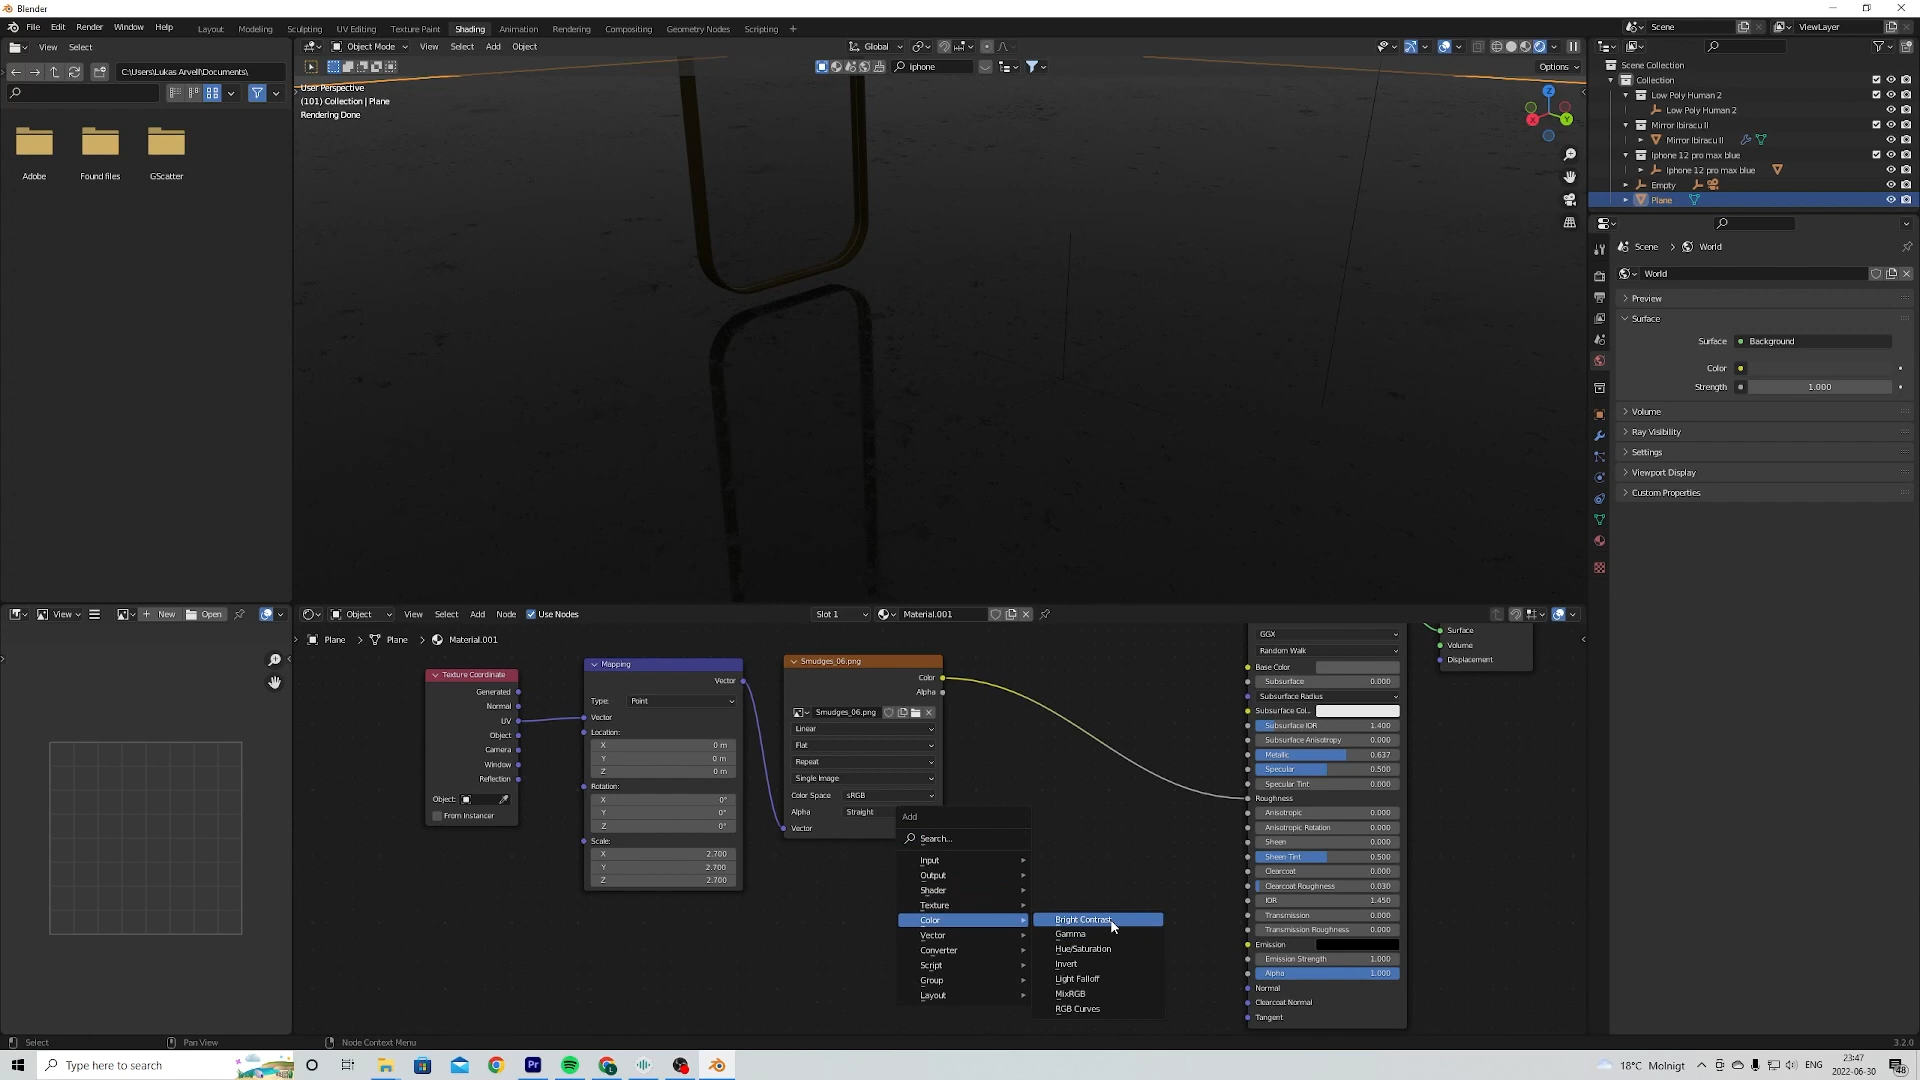 Blender
File Edit Render Window Help
Layout Modeling Sculpting UV Editing Texture Paint Shading Animation Rendering Compositing Geometry Nodes Scripting +
Scene
ViewLayer
View Select
Object Mode View Select Add Object
Global
C:\Users\Lukas Arvell\Documents\
iphone
Options
Adobe
Found files
GScatter
User Perspective
(101) Collection | Plane
Rendering Done
Z
X
Y
Scene Collection
Collection
Low Poly Human 2
Low Poly Human 2
Mirror Ibiracu II
Mirror Ibiracu II
Iphone 12 pro max blue
Iphone 12 pro max blue
Empty
Plane
Scene > World
World
Preview
Surface
Surface Background
Color
Strength 1.000
Volume
Ray Visibility
Settings
Viewport Display
Custom Properties
View
New
Open
Object View Select Add Node Use Nodes
Slot 1
Material.001
Plane > Plane > Material.001
Texture Coordinate
Generated
Normal
UV
Object
Camera
Window
Reflection
Object:
From Instancer
Mapping
Vector
Type: Point
Vector
Location:
X 0 m
Y 0 m
Z 0 m
Rotation:
X 0°
Y 0°
Z 0°
Scale:
X 2.700
Y 2.700
Z 2.700
Smudges_06.png
Color
Alpha
Smudges_06.png
Linear
Flat
Repeat
Single Image
Color Space sRGB
Alpha Straight
Vector
Add
Search...
Input
Output
Shader
Texture
Color
Vector
Converter
Script
Group
Layout
Bright Contrast
Gamma
Hue/Saturation
Invert
Light Falloff
MixRGB
RGB Curves
GGX
Random Walk
Base Color
Subsurface 0.000
Subsurface Radius
Subsurface Col...
Subsurface IOR 1.400
Subsurface Anisotropy 0.000
Metallic 0.637
Specular 0.500
Specular Tint 0.000
Roughness
Anisotropic 0.000
Anisotropic Rotation 0.000
Sheen 0.000
Sheen Tint 0.500
Clearcoat 0.000
Clearcoat Roughness 0.030
IOR 1.450
Transmission 0.000
Transmission Roughness 0.000
Emission
Emission Strength 1.000
Alpha 1.000
Normal
Clearcoat Normal
Tangent
Surface
Volume
Displacement
Select
Pan View
Node Context Menu
3.2.0
Type here to search
Pr
18°C Molnigt
ENG
23:47
2022-06-30
48